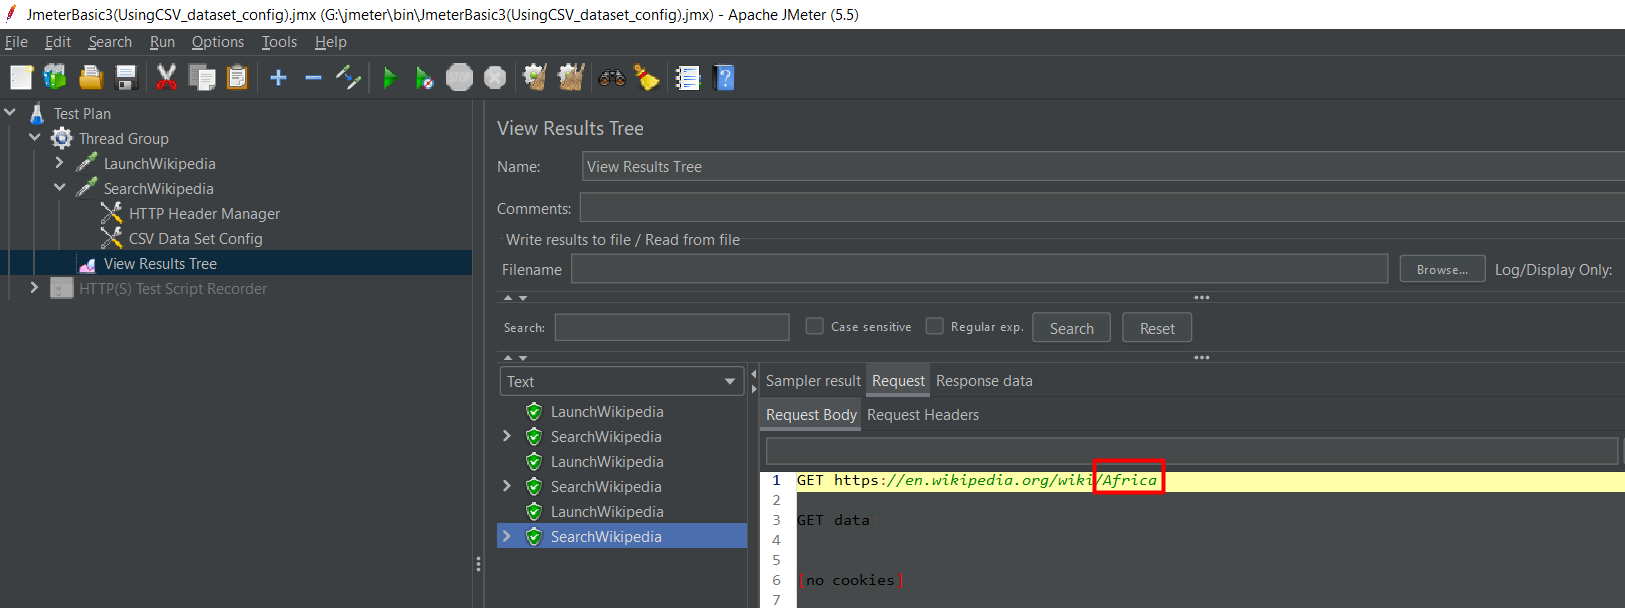 JmeterBasic3(UsingCSV_dataset_config).jmx (G:\jmeter\bin\JmeterBasic3(UsingCSV_dataset_config).jmx) - Apache JMeter (5.5)
File Edit Search Run Options Tools Help
STOP
Test Plan
Thread Group
LaunchWikipedia
SearchWikipedia
HTTP Header Manager
CSV Data Set Config
View Results Tree
HTTP(S) Test Script Recorder
View Results Tree
Name: View Results Tree
Comments:
Write results to file / Read from file
Filename Browse... Log/Display Only:
Search: Case sensitive Regular exp. Search Reset
Text
LaunchWikipedia
SearchWikipedia
LaunchWikipedia
SearchWikipedia
LaunchWikipedia
SearchWikipedia
Sampler result Request Response data
Request Body Request Headers
1 GET https://en.wikipedia.org/wiki/Africa
2
3 GET data:
4
5
6 [no cookies]
7